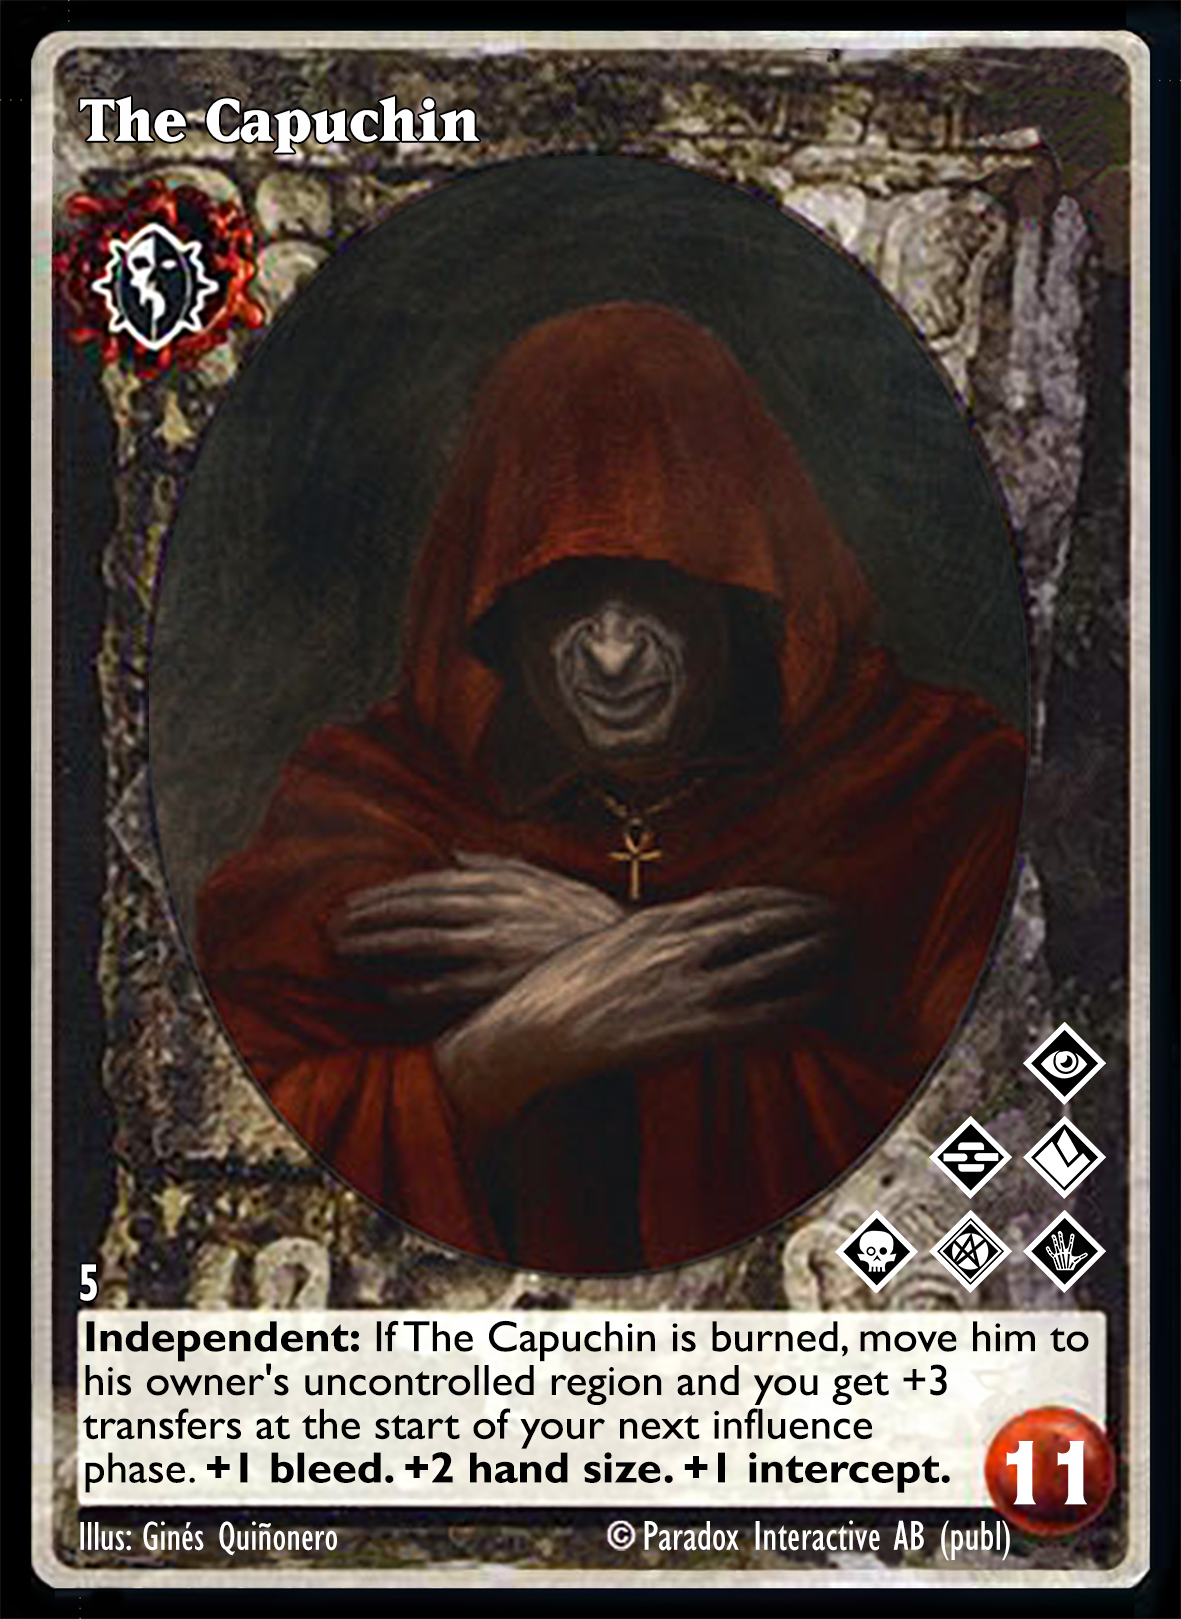 The Capuchin
5
Independent: If The Capuchin is burned, move him to
his owner's uncontrolled region and you get +3
transfers at the start of your next influence
phase. +1 bleed. +2 hand size. +1 intercept.
11
Illus: Ginés Quiñonero
© Paradox Interactive AB (publ)